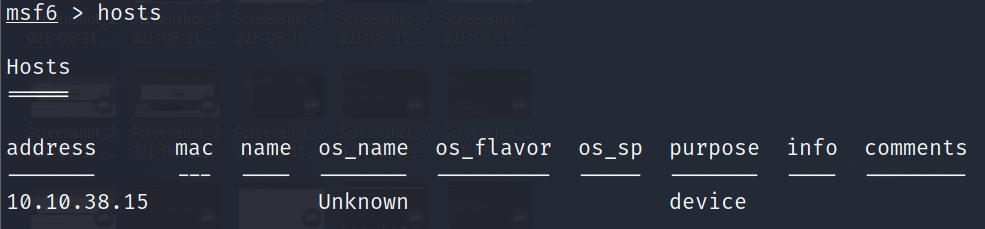 msf6 > hosts
Hosts
=====
address mac name os_name os_flavor os_sp purpose info comments
------- --- ---- ------- --------- ----- ------- ---- --------
10.10.38.15 Unknown device